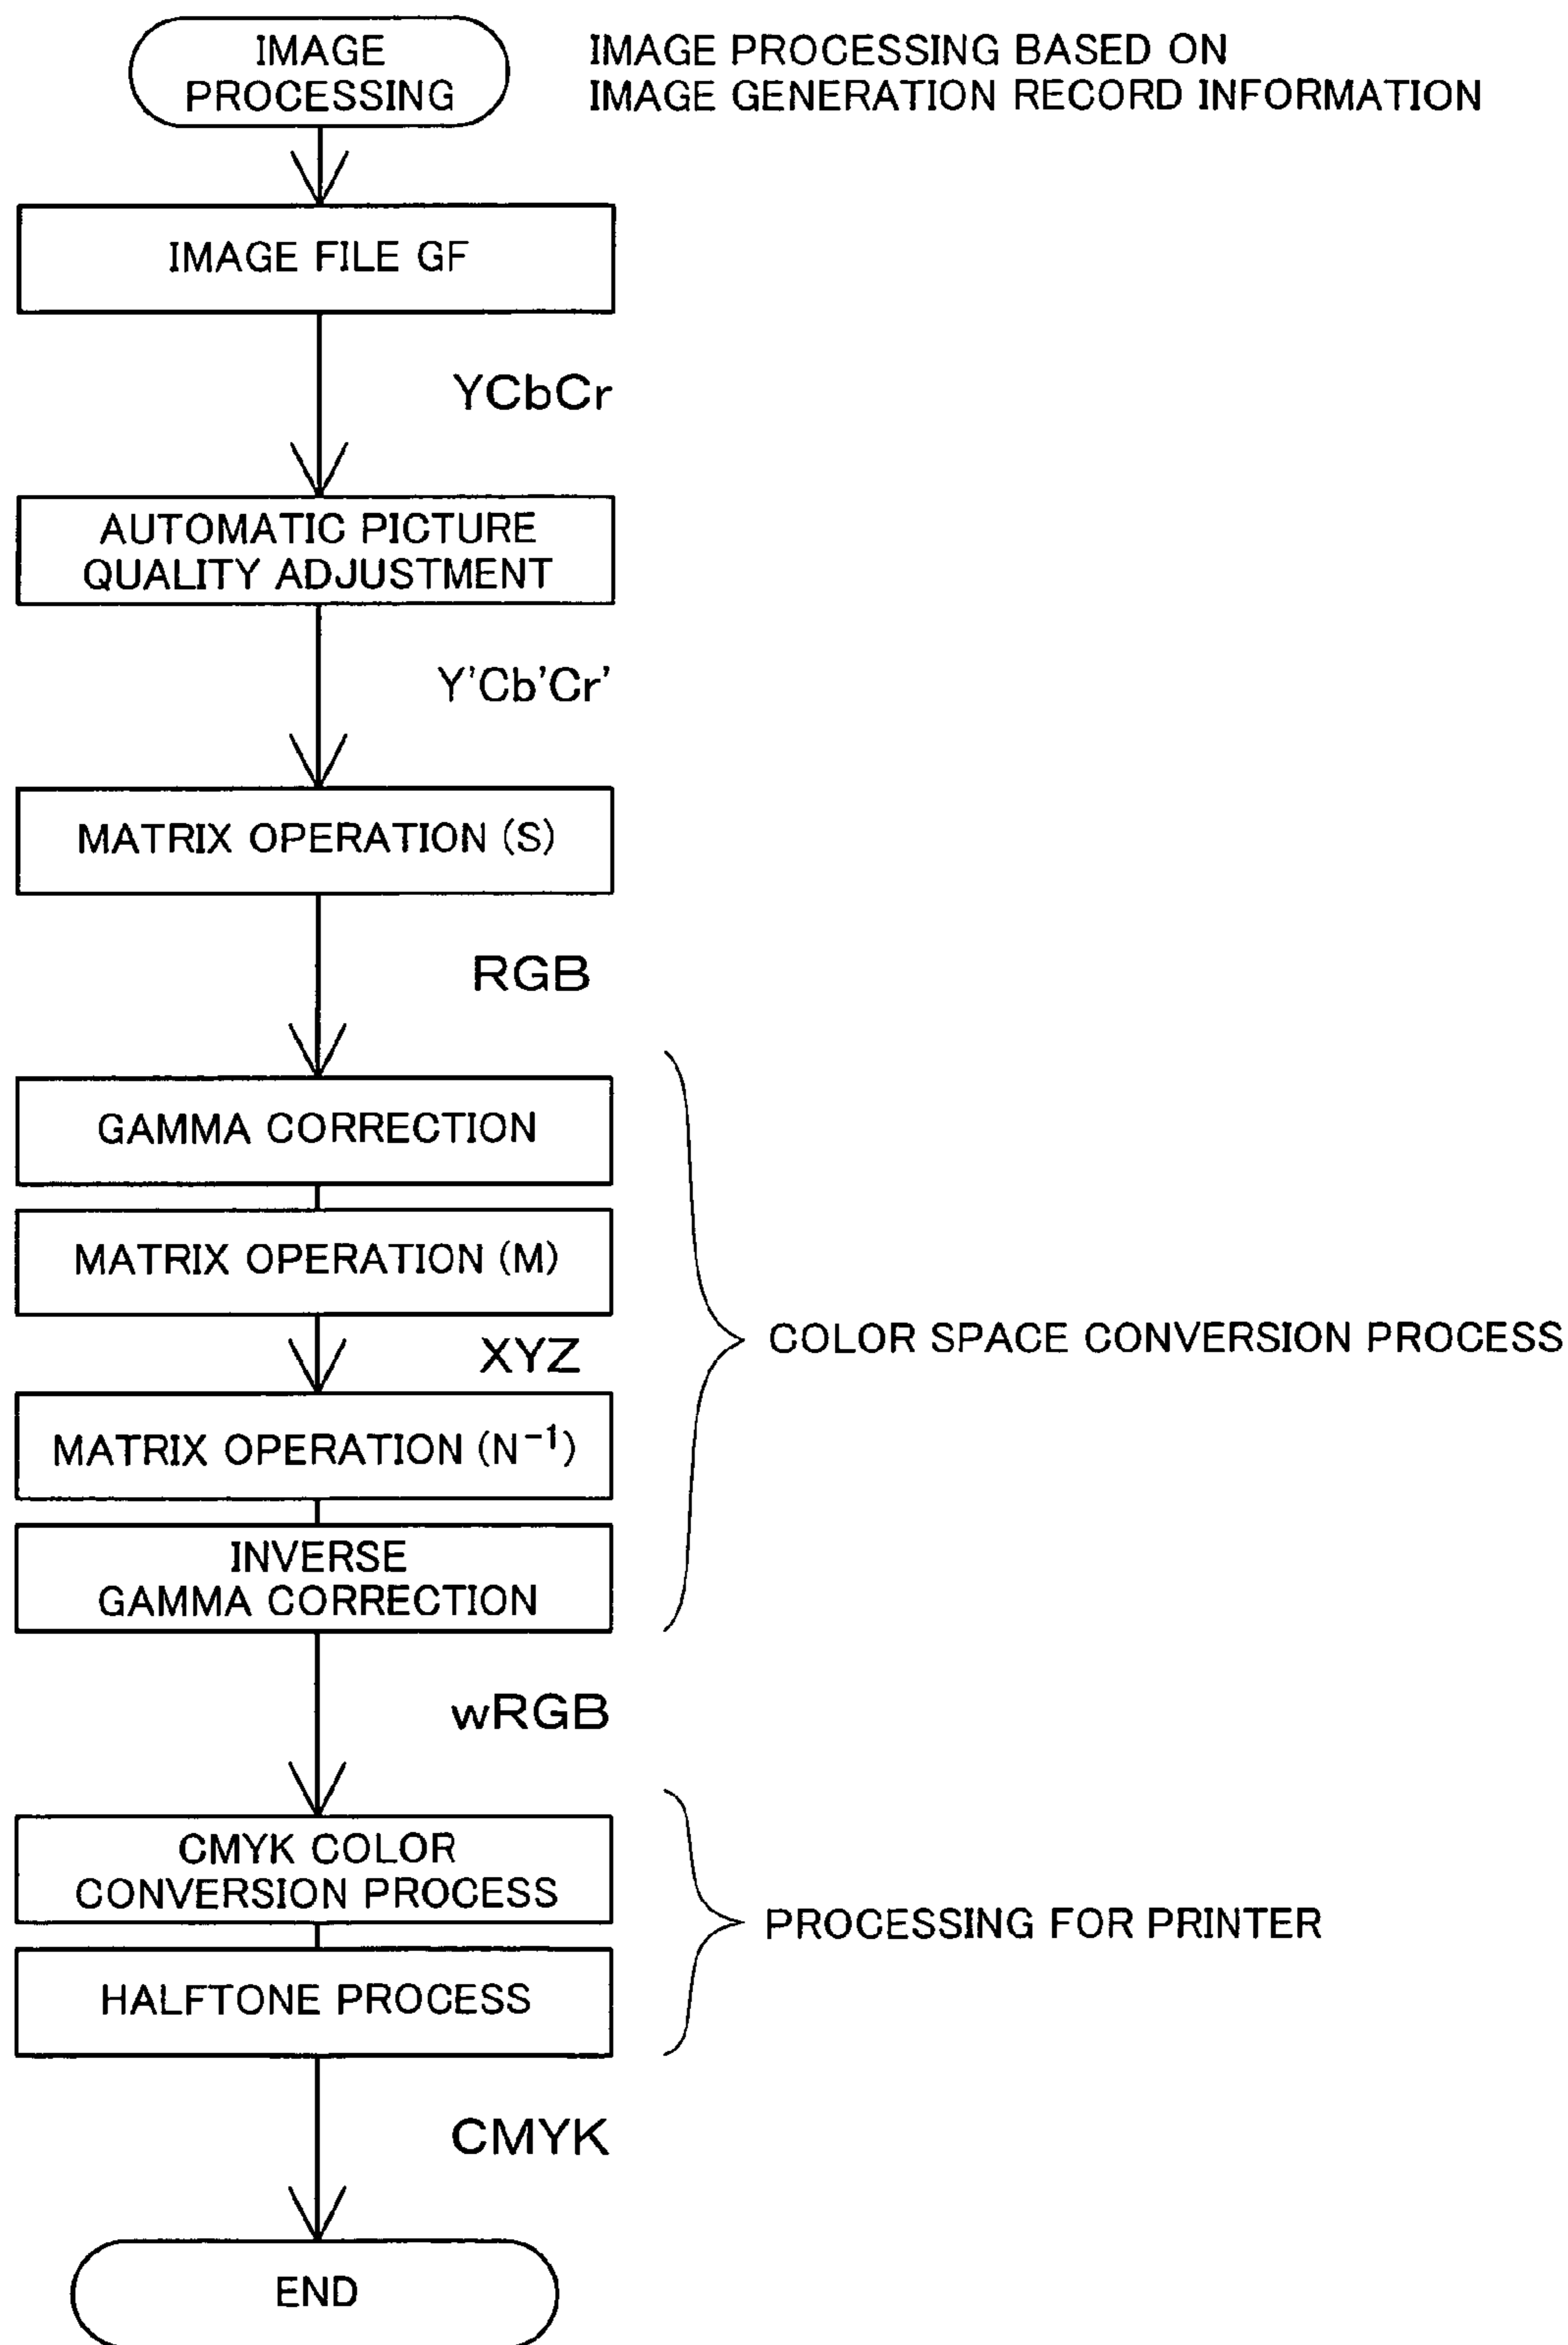 IMAGE
PROCESSING
IMAGE PROCESSING BASED ON
IMAGE GENERATION RECORD INFORMATION
IMAGE FILE GF
YCbCr
AUTOMATIC PICTURE
QUALITY ADJUSTMENT
Y'Cb'Cr'
MATRIX OPERATION (S)
RGB
GAMMA CORRECTION
MATRIX OPERATION (M)
XYZ
COLOR SPACE CONVERSION PROCESS
MATRIX OPERATION (N⁻¹)
INVERSE
GAMMA CORRECTION
wRGB
CMYK COLOR
CONVERSION PROCESS
PROCESSING FOR PRINTER
HALFTONE PROCESS
CMYK
END